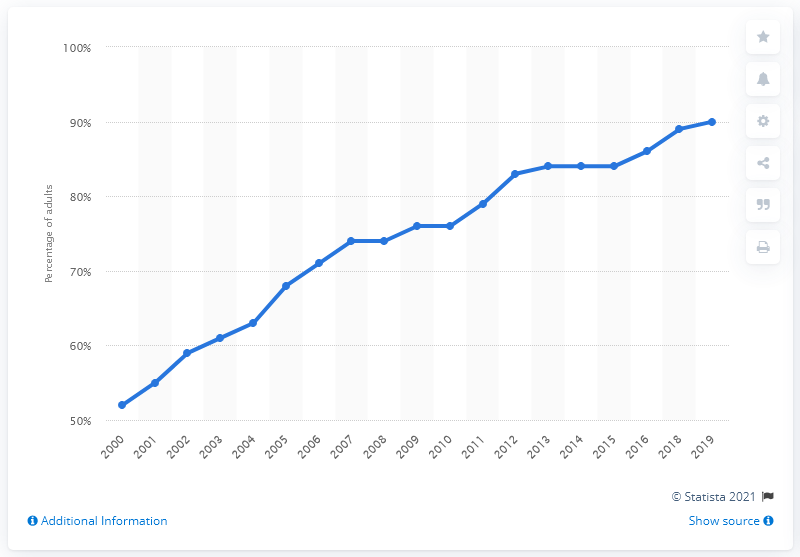 100%
90%
80%
70%
60%
50%
Percentage of adults
2000 2001 2002 2003 2004 2005 2006 2007 2008 2009 2010 2011 2012 2013 2014 2015 2016 2018 2019
© Statista 2021
Additional Information
Show source